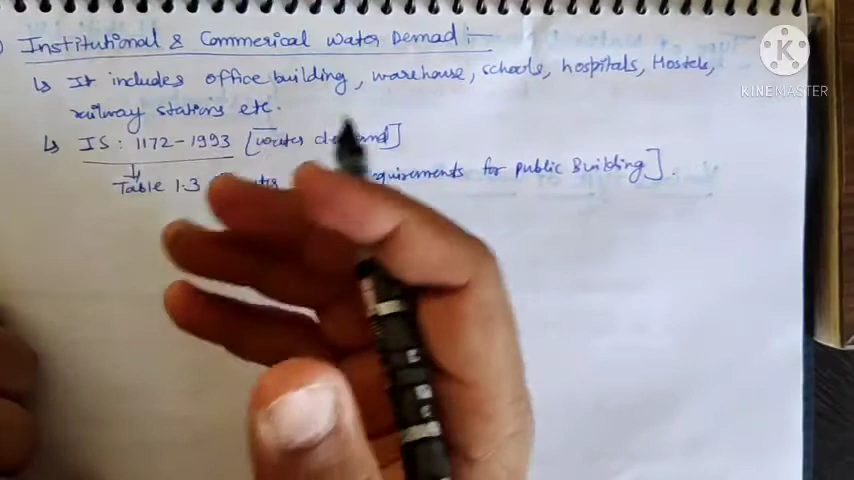 Institutional & Commerical Water Demad :-
↳ It includes office building, warehouse, schools, hospitals, Hostels,
railway stations etc.
↳ IS : 1172-1993 [water demand]
Table 1.3 requirements for public Building].
KINEMASTER